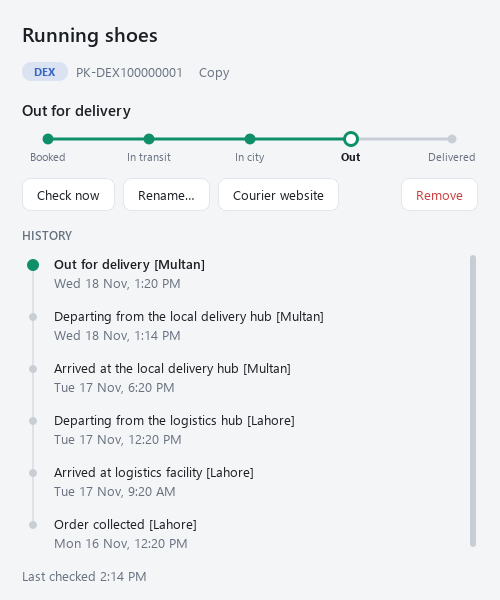 Running shoes
DEX PK-DEX100000001 Copy
Out for delivery
Booked In transit In city Out Delivered
Check now Rename... Courier website Remove
HISTORY
Out for delivery [Multan]
Wed 18 Nov, 1:20 PM
Departing from the local delivery hub [Multan]
Wed 18 Nov, 1:14 PM
Arrived at the local delivery hub [Multan]
Tue 17 Nov, 6:20 PM
Departing from the logistics hub [Lahore]
Tue 17 Nov, 12:20 PM
Arrived at logistics facility [Lahore]
Tue 17 Nov, 9:20 AM
Order collected [Lahore]
Mon 16 Nov, 12:20 PM
Last checked 2:14 PM